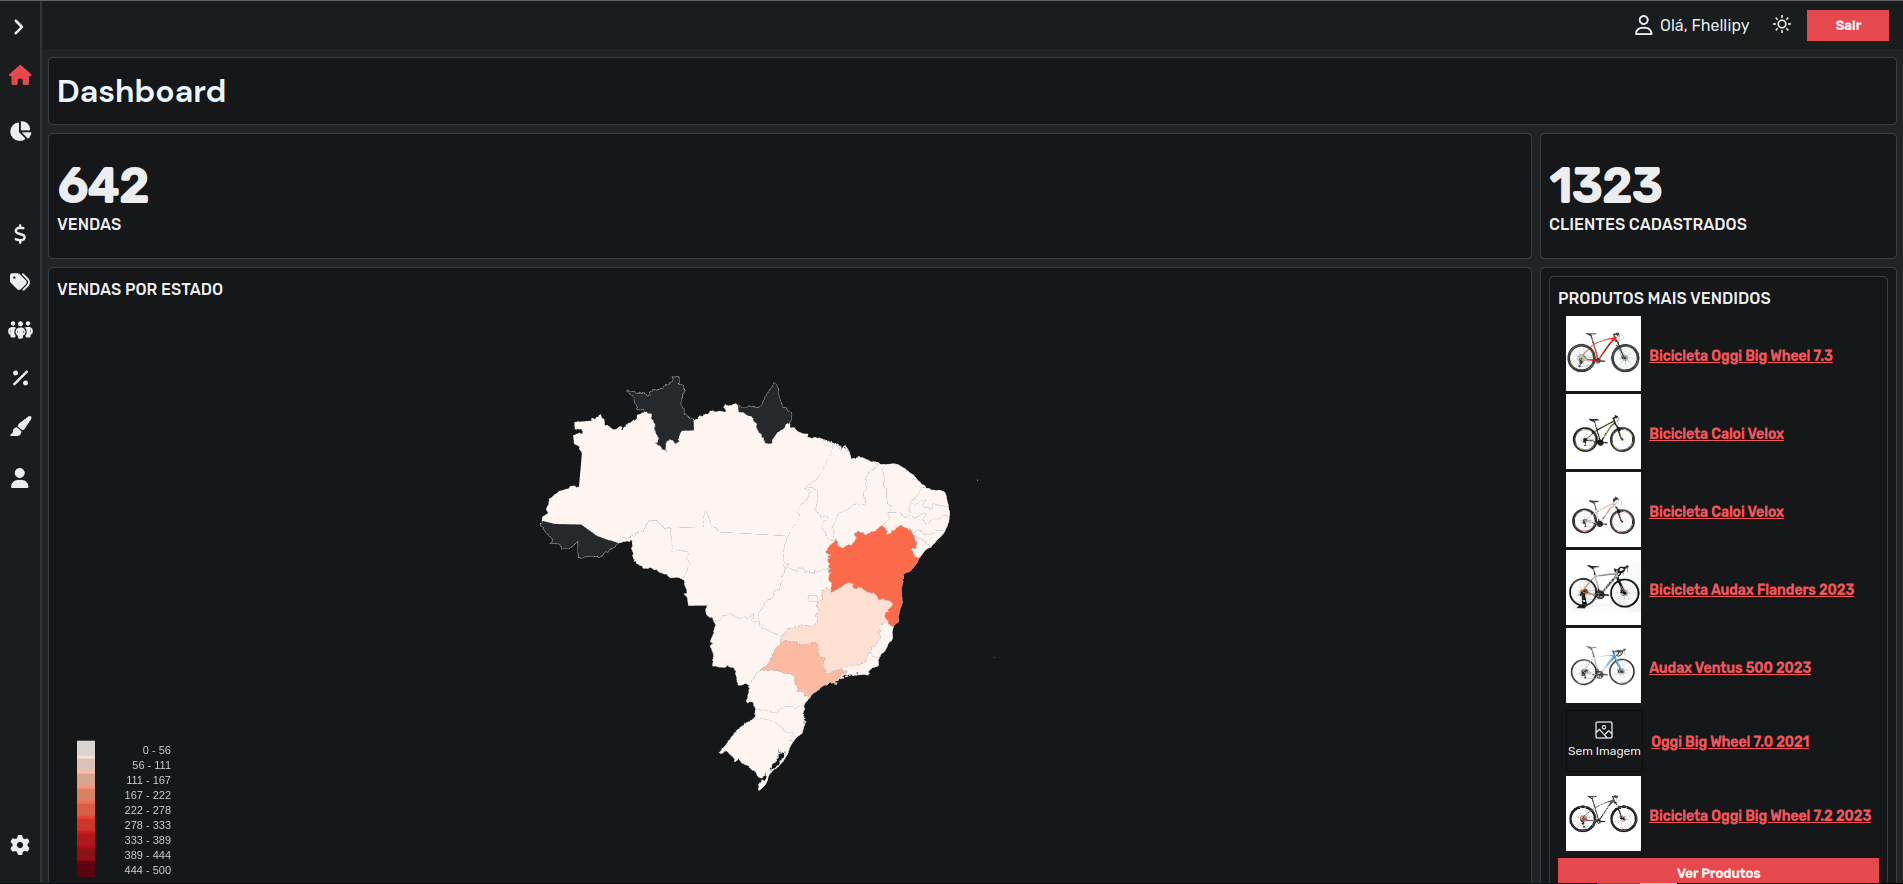 Olá, Fhellipy
Sair
Dashboard
642
VENDAS
1323
CLIENTES CADASTRADOS
VENDAS POR ESTADO
0 - 56
56 - 111
111 - 167
167 - 222
222 - 278
278 - 333
333 - 389
389 - 444
444 - 500
PRODUTOS MAIS VENDIDOS
Bicicleta Oggi Big Wheel 7.3
Bicicleta Caloi Velox
Bicicleta Caloi Velox
Bicicleta Audax Flanders 2023
Audax Ventus 500 2023
Sem Imagem
Oggi Big Wheel 7.0 2021
Bicicleta Oggi Big Wheel 7.2 2023
Ver Produtos